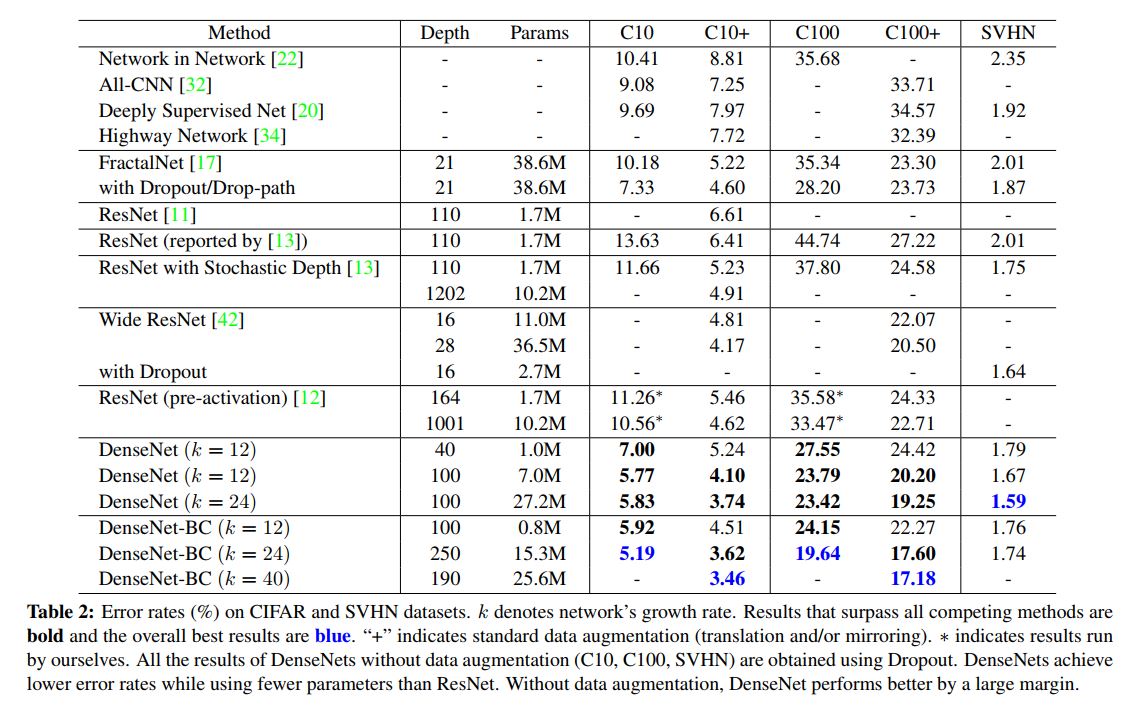 Method Depth Params C10 C10+ C100 C100+ SVHN
Network in Network [22] - - 10.41 8.81 35.68 - 2.35
All-CNN [32] - - 9.08 7.25 - 33.71 -
Deeply Supervised Net [20] - - 9.69 7.97 - 34.57 1.92
Highway Network [34] - - - 7.72 - 32.39 -
FractalNet [17] 21 38.6M 10.18 5.22 35.34 23.30 2.01
with Dropout/Drop-path 21 38.6M 7.33 4.60 28.20 23.73 1.87
ResNet [11] 110 1.7M - 6.61 - - -
ResNet (reported by [13]) 110 1.7M 13.63 6.41 44.74 27.22 2.01
ResNet with Stochastic Depth [13] 110 1.7M 11.66 5.23 37.80 24.58 1.75
1202 10.2M - 4.91 - - -
Wide ResNet [42] 16 11.0M - 4.81 - 22.07 -
28 36.5M - 4.17 - 20.50 -
with Dropout 16 2.7M - - - - 1.64
ResNet (pre-activation) [12] 164 1.7M 11.26* 5.46 35.58* 24.33 -
1001 10.2M 10.56* 4.62 33.47* 22.71 -
DenseNet (k = 12) 40 1.0M 7.00 5.24 27.55 24.42 1.79
DenseNet (k = 12) 100 7.0M 5.77 4.10 23.79 20.20 1.67
DenseNet (k = 24) 100 27.2M 5.83 3.74 23.42 19.25 1.59
DenseNet-BC (k = 12) 100 0.8M 5.92 4.51 24.15 22.27 1.76
DenseNet-BC (k = 24) 250 15.3M 5.19 3.62 19.64 17.60 1.74
DenseNet-BC (k = 40) 190 25.6M - 3.46 - 17.18 -
Table 2: Error rates (%) on CIFAR and SVHN datasets. k denotes network's growth rate. Results that surpass all competing methods are
bold and the overall best results are blue. “+” indicates standard data augmentation (translation and/or mirroring). * indicates results run
by ourselves. All the results of DenseNets without data augmentation (C10, C100, SVHN) are obtained using Dropout. DenseNets achieve
lower error rates while using fewer parameters than ResNet. Without data augmentation, DenseNet performs better by a large margin.